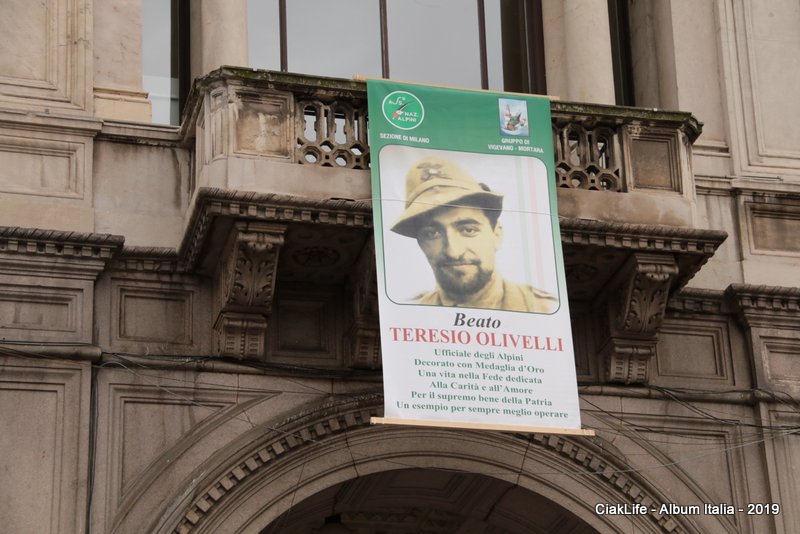 A.S.
NAZ.
ALPINI
SEZIONE DI MILANO
GRUPPO DI
VIGEVANO - MORTARA
Beato
TERESIO OLIVELLI
Ufficiale degli Alpini
Decorato con Medaglia d'Oro
Una vita nella Fede dedicata
Alla Carità e all'Amore
Per il supremo bene della Patria
Un esempio per sempre meglio operare
CiakLife - Album Italia - 2019